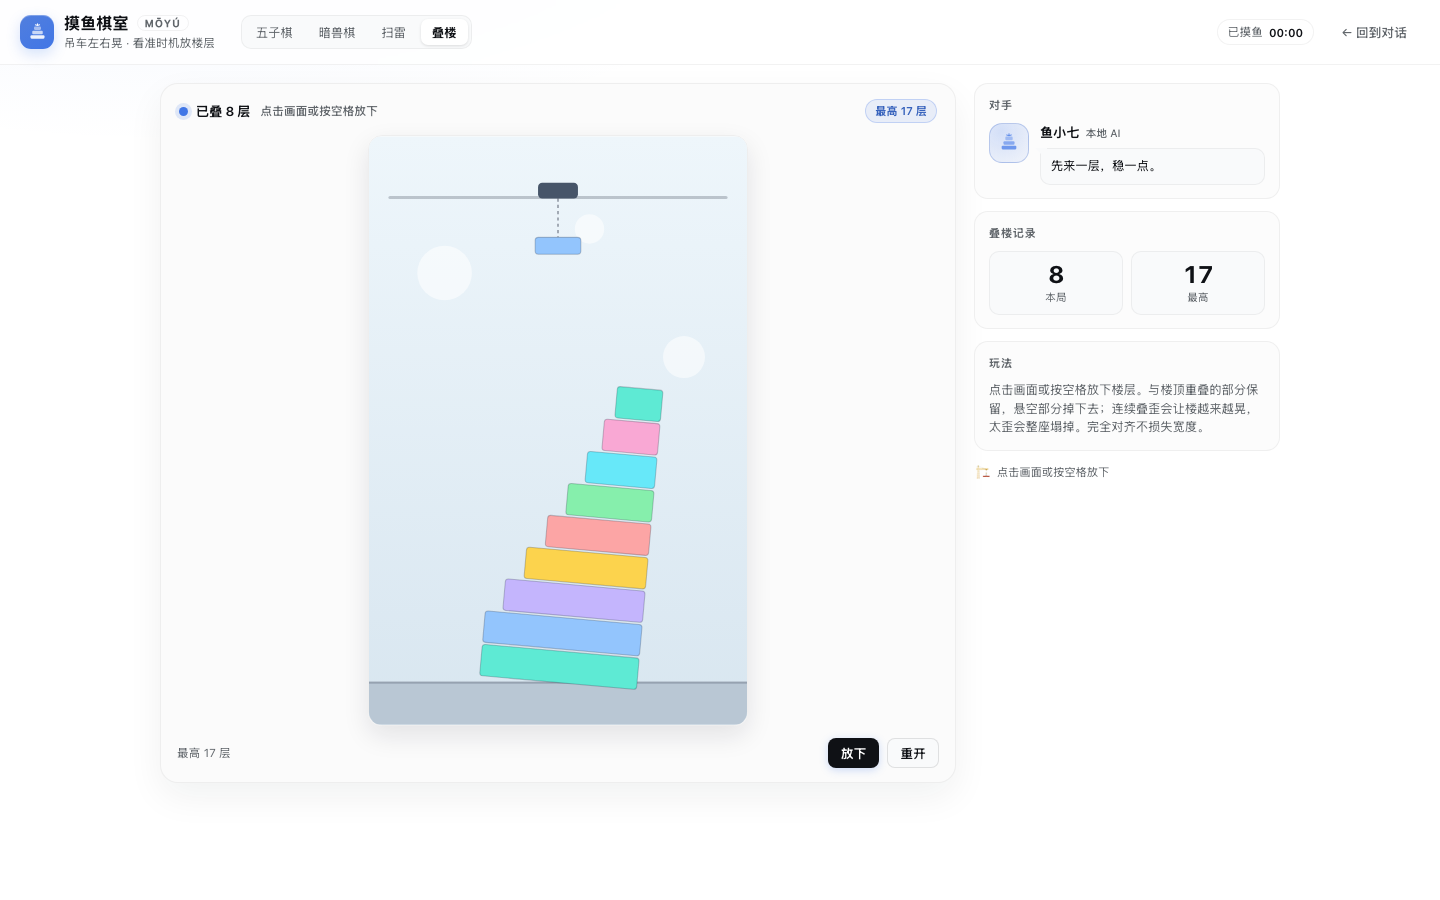 摸鱼棋室 MŌYÚ
吊车左右晃 · 看准时机放楼层
五子棋 暗兽棋 扫雷 叠楼
已摸鱼 00:00
← 回到对话
已叠 8 层 点击画面或按空格放下
最高 17 层
最高 17 层
放下 重开
对手
鱼小七 本地 AI
先来一层，稳一点。
叠楼记录
8 17
本局 最高
玩法
点击画面或按空格放下楼层。与楼顶重叠的部分保
留，悬空部分掉下去；连续叠歪会让楼越来越晃，
太歪会整座塌掉。完全对齐不损失宽度。
点击画面或按空格放下